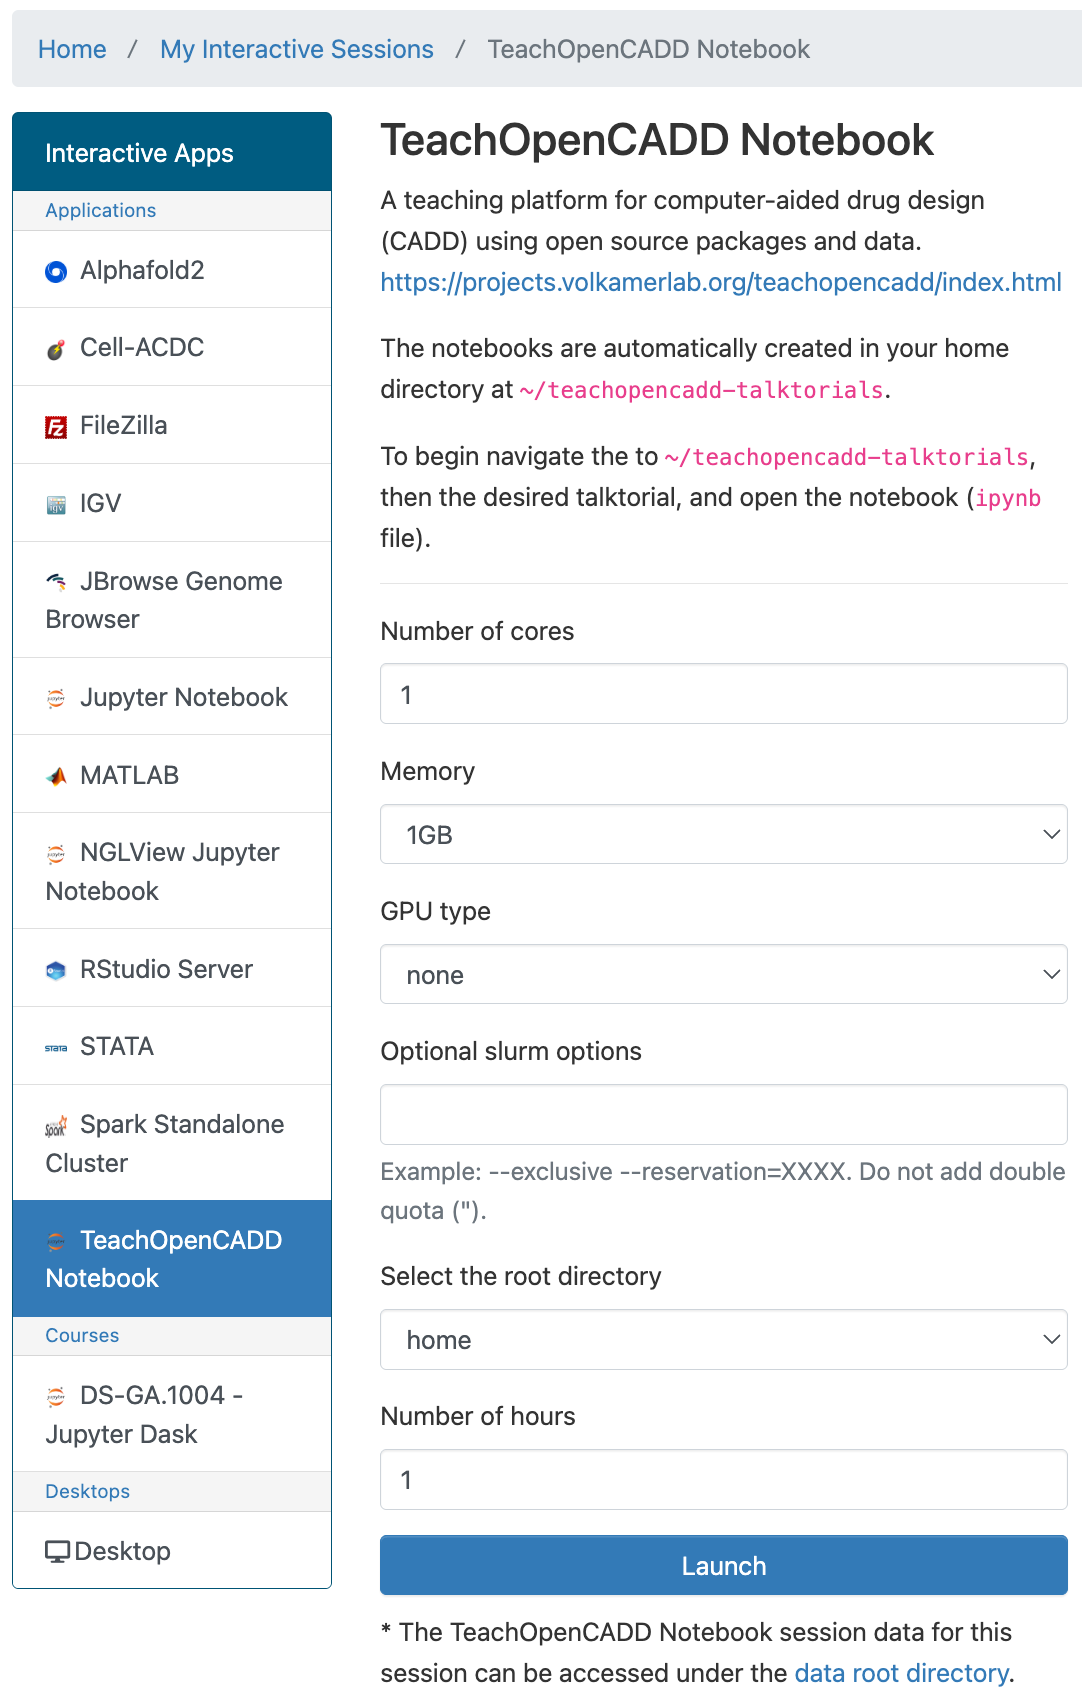 Home / My Interactive Sessions / TeachOpenCADD Notebook
Interactive Apps
Applications
Alphafold2
Cell-ACDC
FileZilla
IGV
JBrowse Genome
Browser
Jupyter Notebook
MATLAB
NGLView Jupyter
Notebook
RStudio Server
STATA
Spark Standalone
Cluster
TeachOpenCADD
Notebook
Courses
DS-GA.1004 -
Jupyter Dask
Desktops
Desktop
TeachOpenCADD Notebook
A teaching platform for computer-aided drug design
(CADD) using open source packages and data.
https://projects.volkamerlab.org/teachopencadd/index.html
The notebooks are automatically created in your home
directory at ~/teachopencadd-talktorials.
To begin navigate the to ~/teachopencadd-talktorials,
then the desired talktorial, and open the notebook (ipynb
file).
Number of cores
1
Memory
1GB
GPU type
none
Optional slurm options
Example: --exclusive --reservation=XXXX. Do not add double
quota (").
Select the root directory
home
Number of hours
1
Launch
* The TeachOpenCADD Notebook session data for this
session can be accessed under the data root directory.